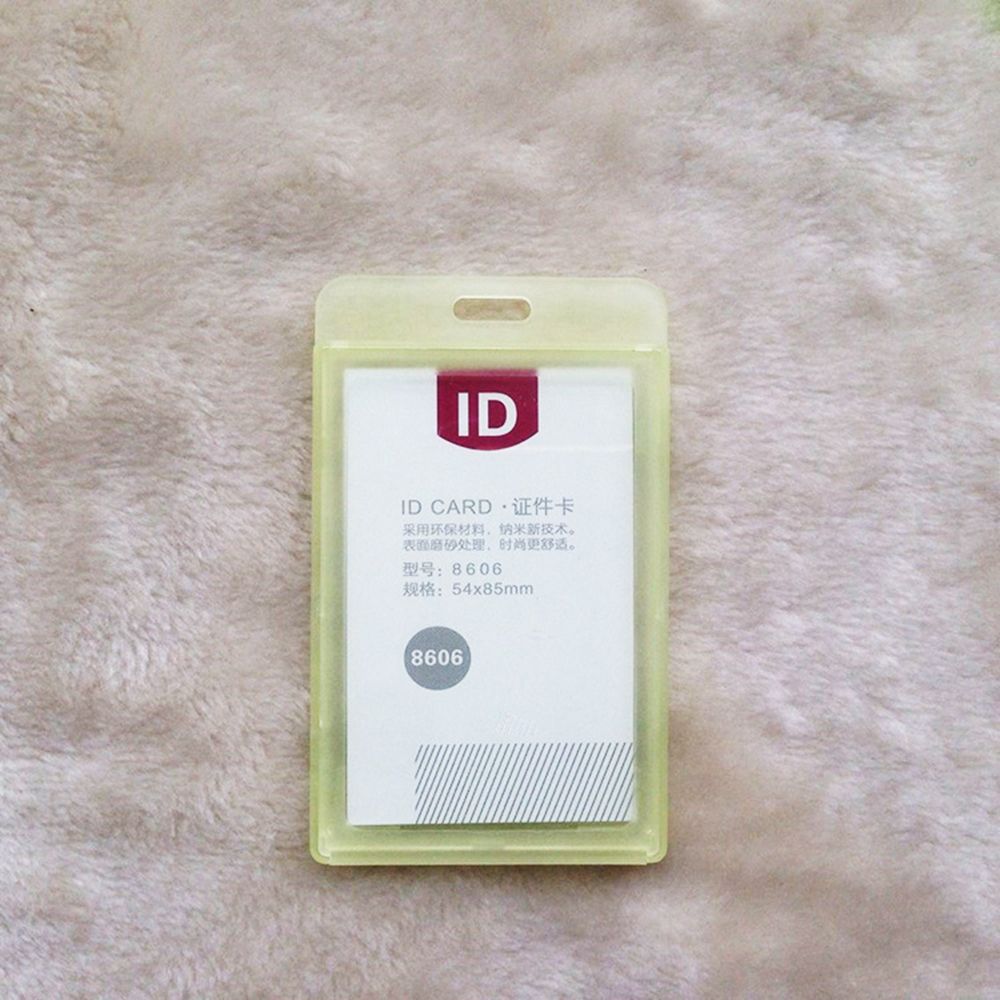 ID
ID CARD · 证件卡
采用环保材料，纳米新技术。
表面磨砂处理，时尚更舒适。
型号：8606
规格：54x85mm
8606